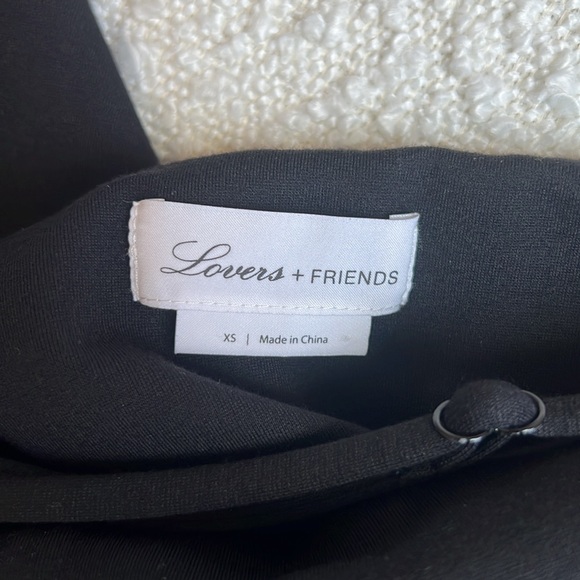 Lovers + FRIENDS
XS | Made in China